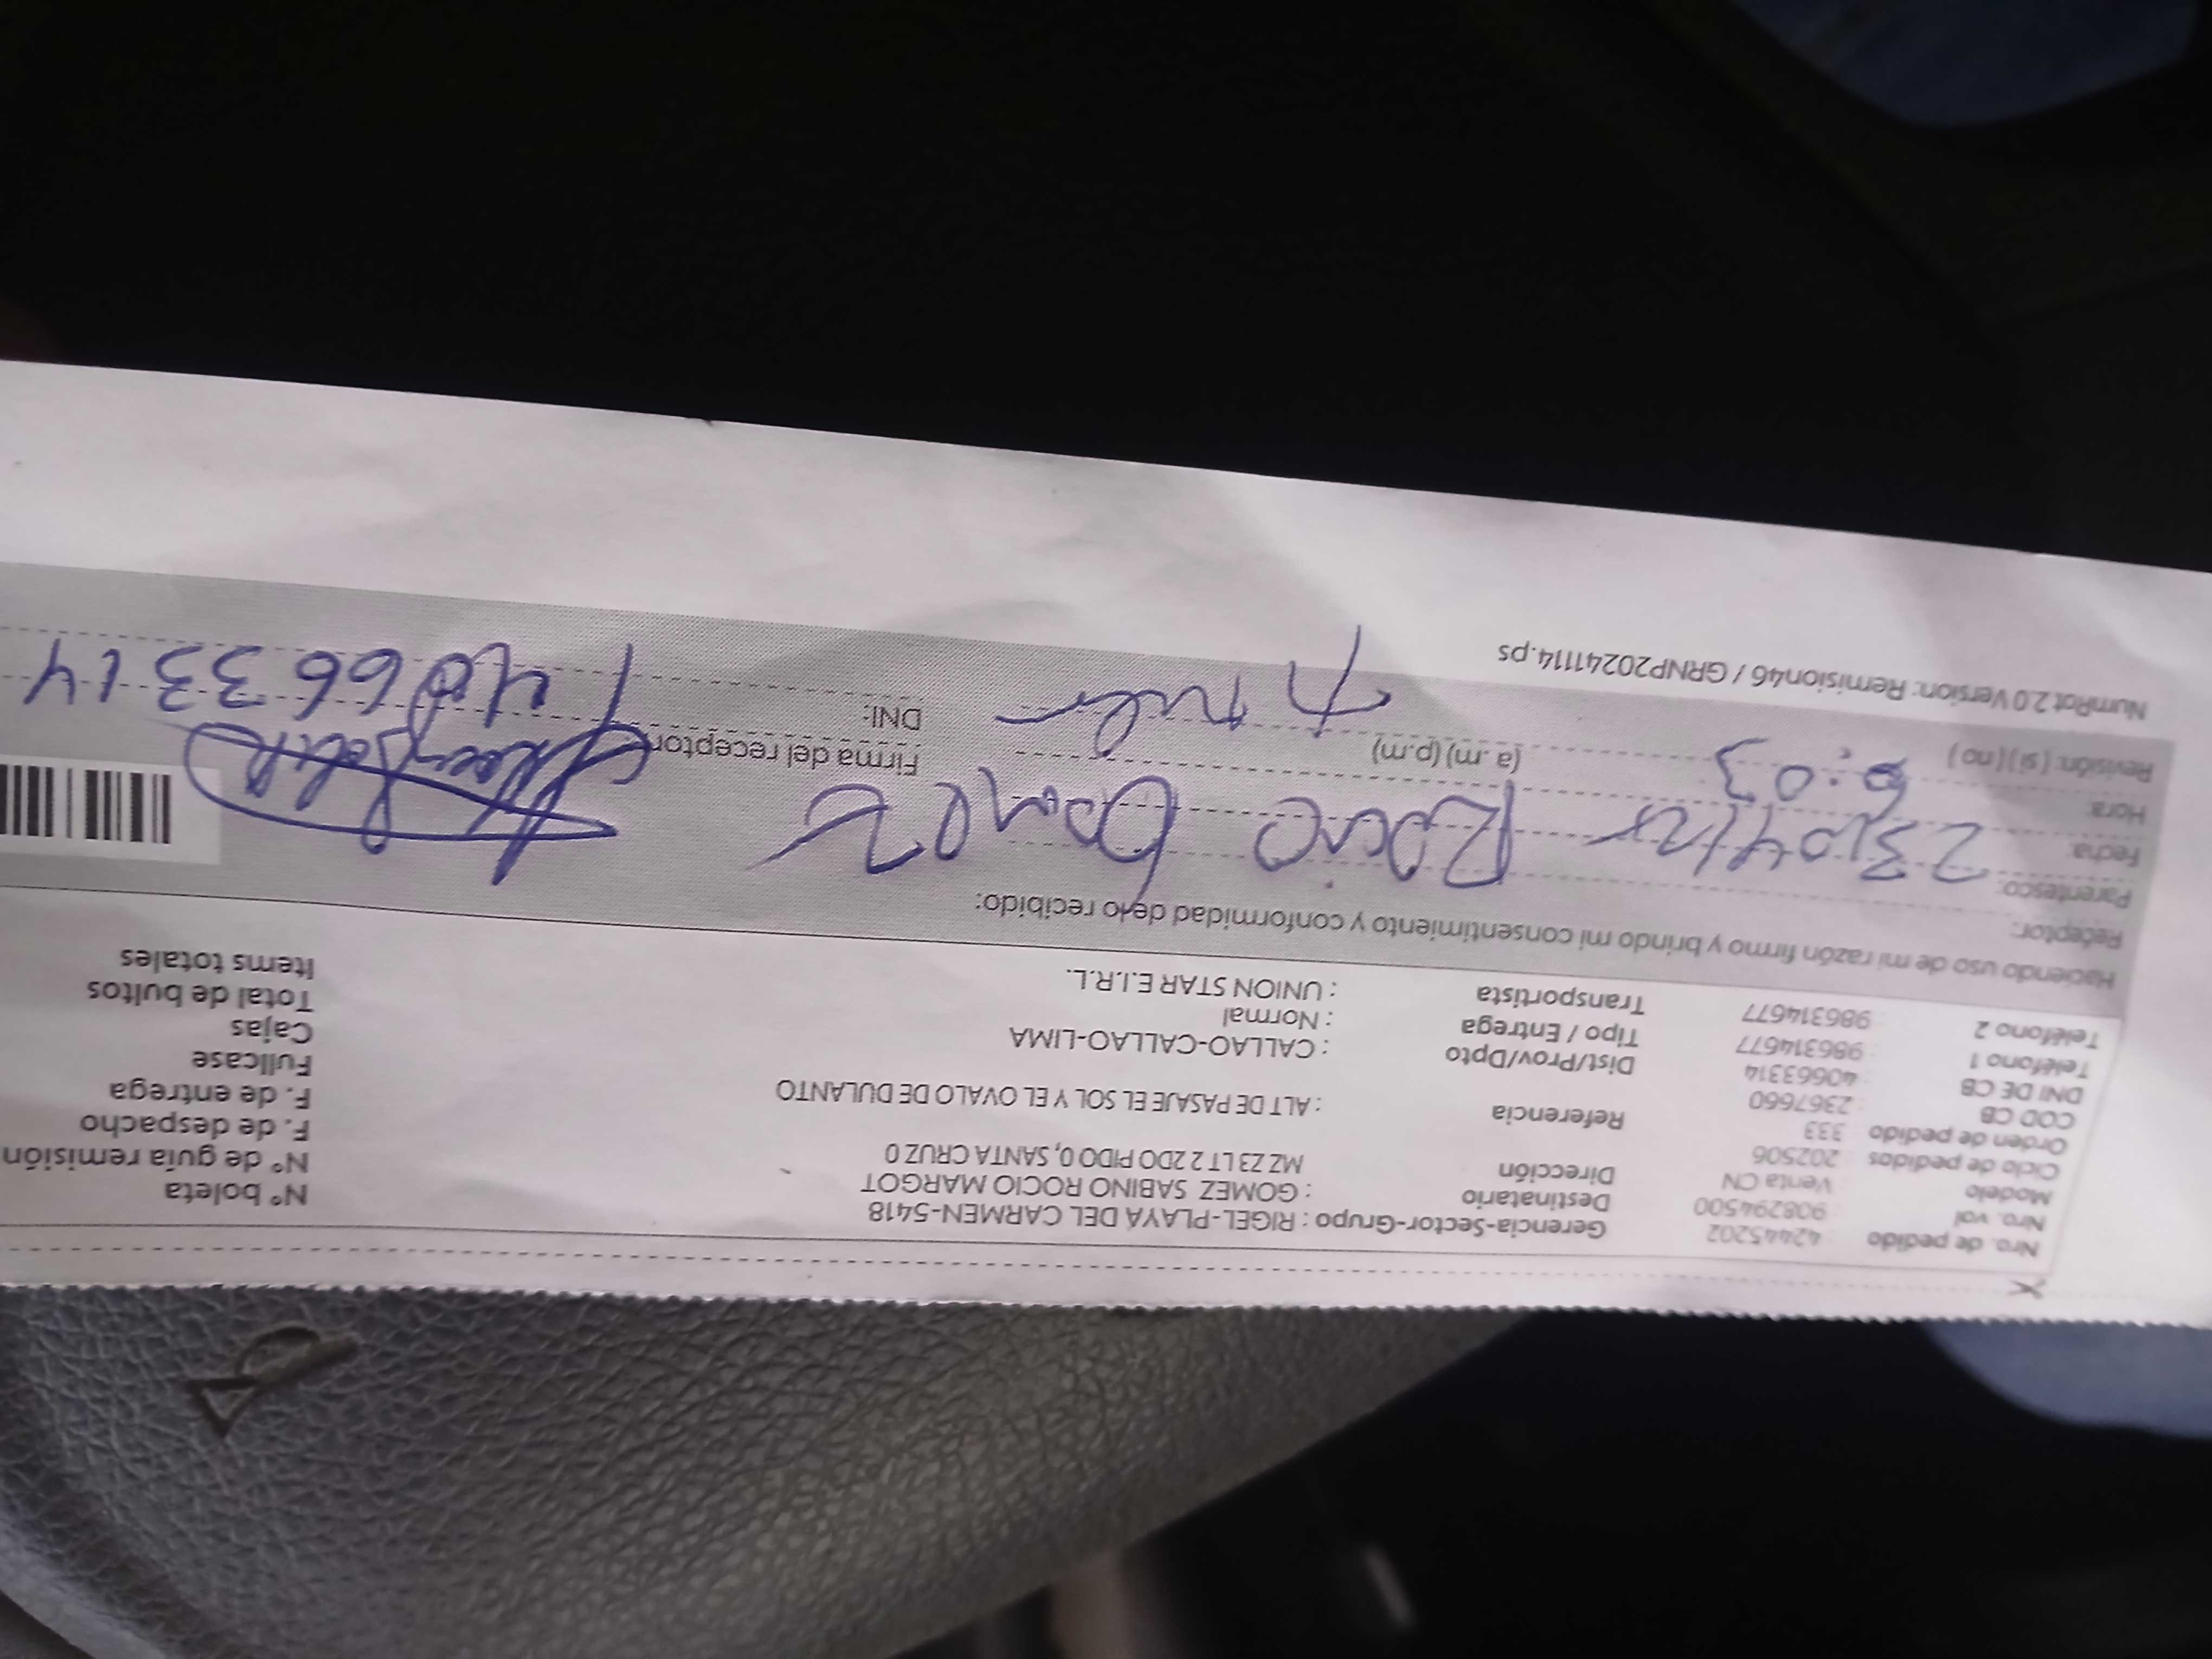 Nro. de pedido : 42445202 Gerencia-Sector-Grupo : RIGEL-PLAYA DEL CARMEN-5418 N° boleta
Nro. vol : 908294500 Destinatario : GOMEZ SABINO ROCIO MARGOT N° de guía remisión
Modelo : Venta CN Dirección MZ Z3 LT 2 2DO PIDO 0, SANTA CRUZ 0 F. de despacho
Ciclo de pedidos : 202506 F. de entrega
Orden de pedido 333 Referencia : ALT DE PASAJE EL SOL Y EL OVALO DE DULANTO Fullcase
COD CB : 2367660 Cajas
DNI DE CB : 40663314 Dist/Prov/Dpto : CALLAO-CALLAO-LIMA Total de bultos
Teléfono 1 : 986314677 Tipo / Entrega : Normal Items totales
Teléfono 2 : 986314677 Transportista : UNION STAR E.I.R.L.
Haciendo uso de mi razón firmo y brindo mi consentimiento y conformidad de lo recibido:
Receptor: Rocio Gomez
Parentesco:
Fecha: 23/04/25
Hora: :03 (a.m) (p.m) Firma del receptor
Revisión: ( si ) ( no ) DNI: 40663314
NumRot 2.0 Version: Remision46 / GRNP20241114.ps